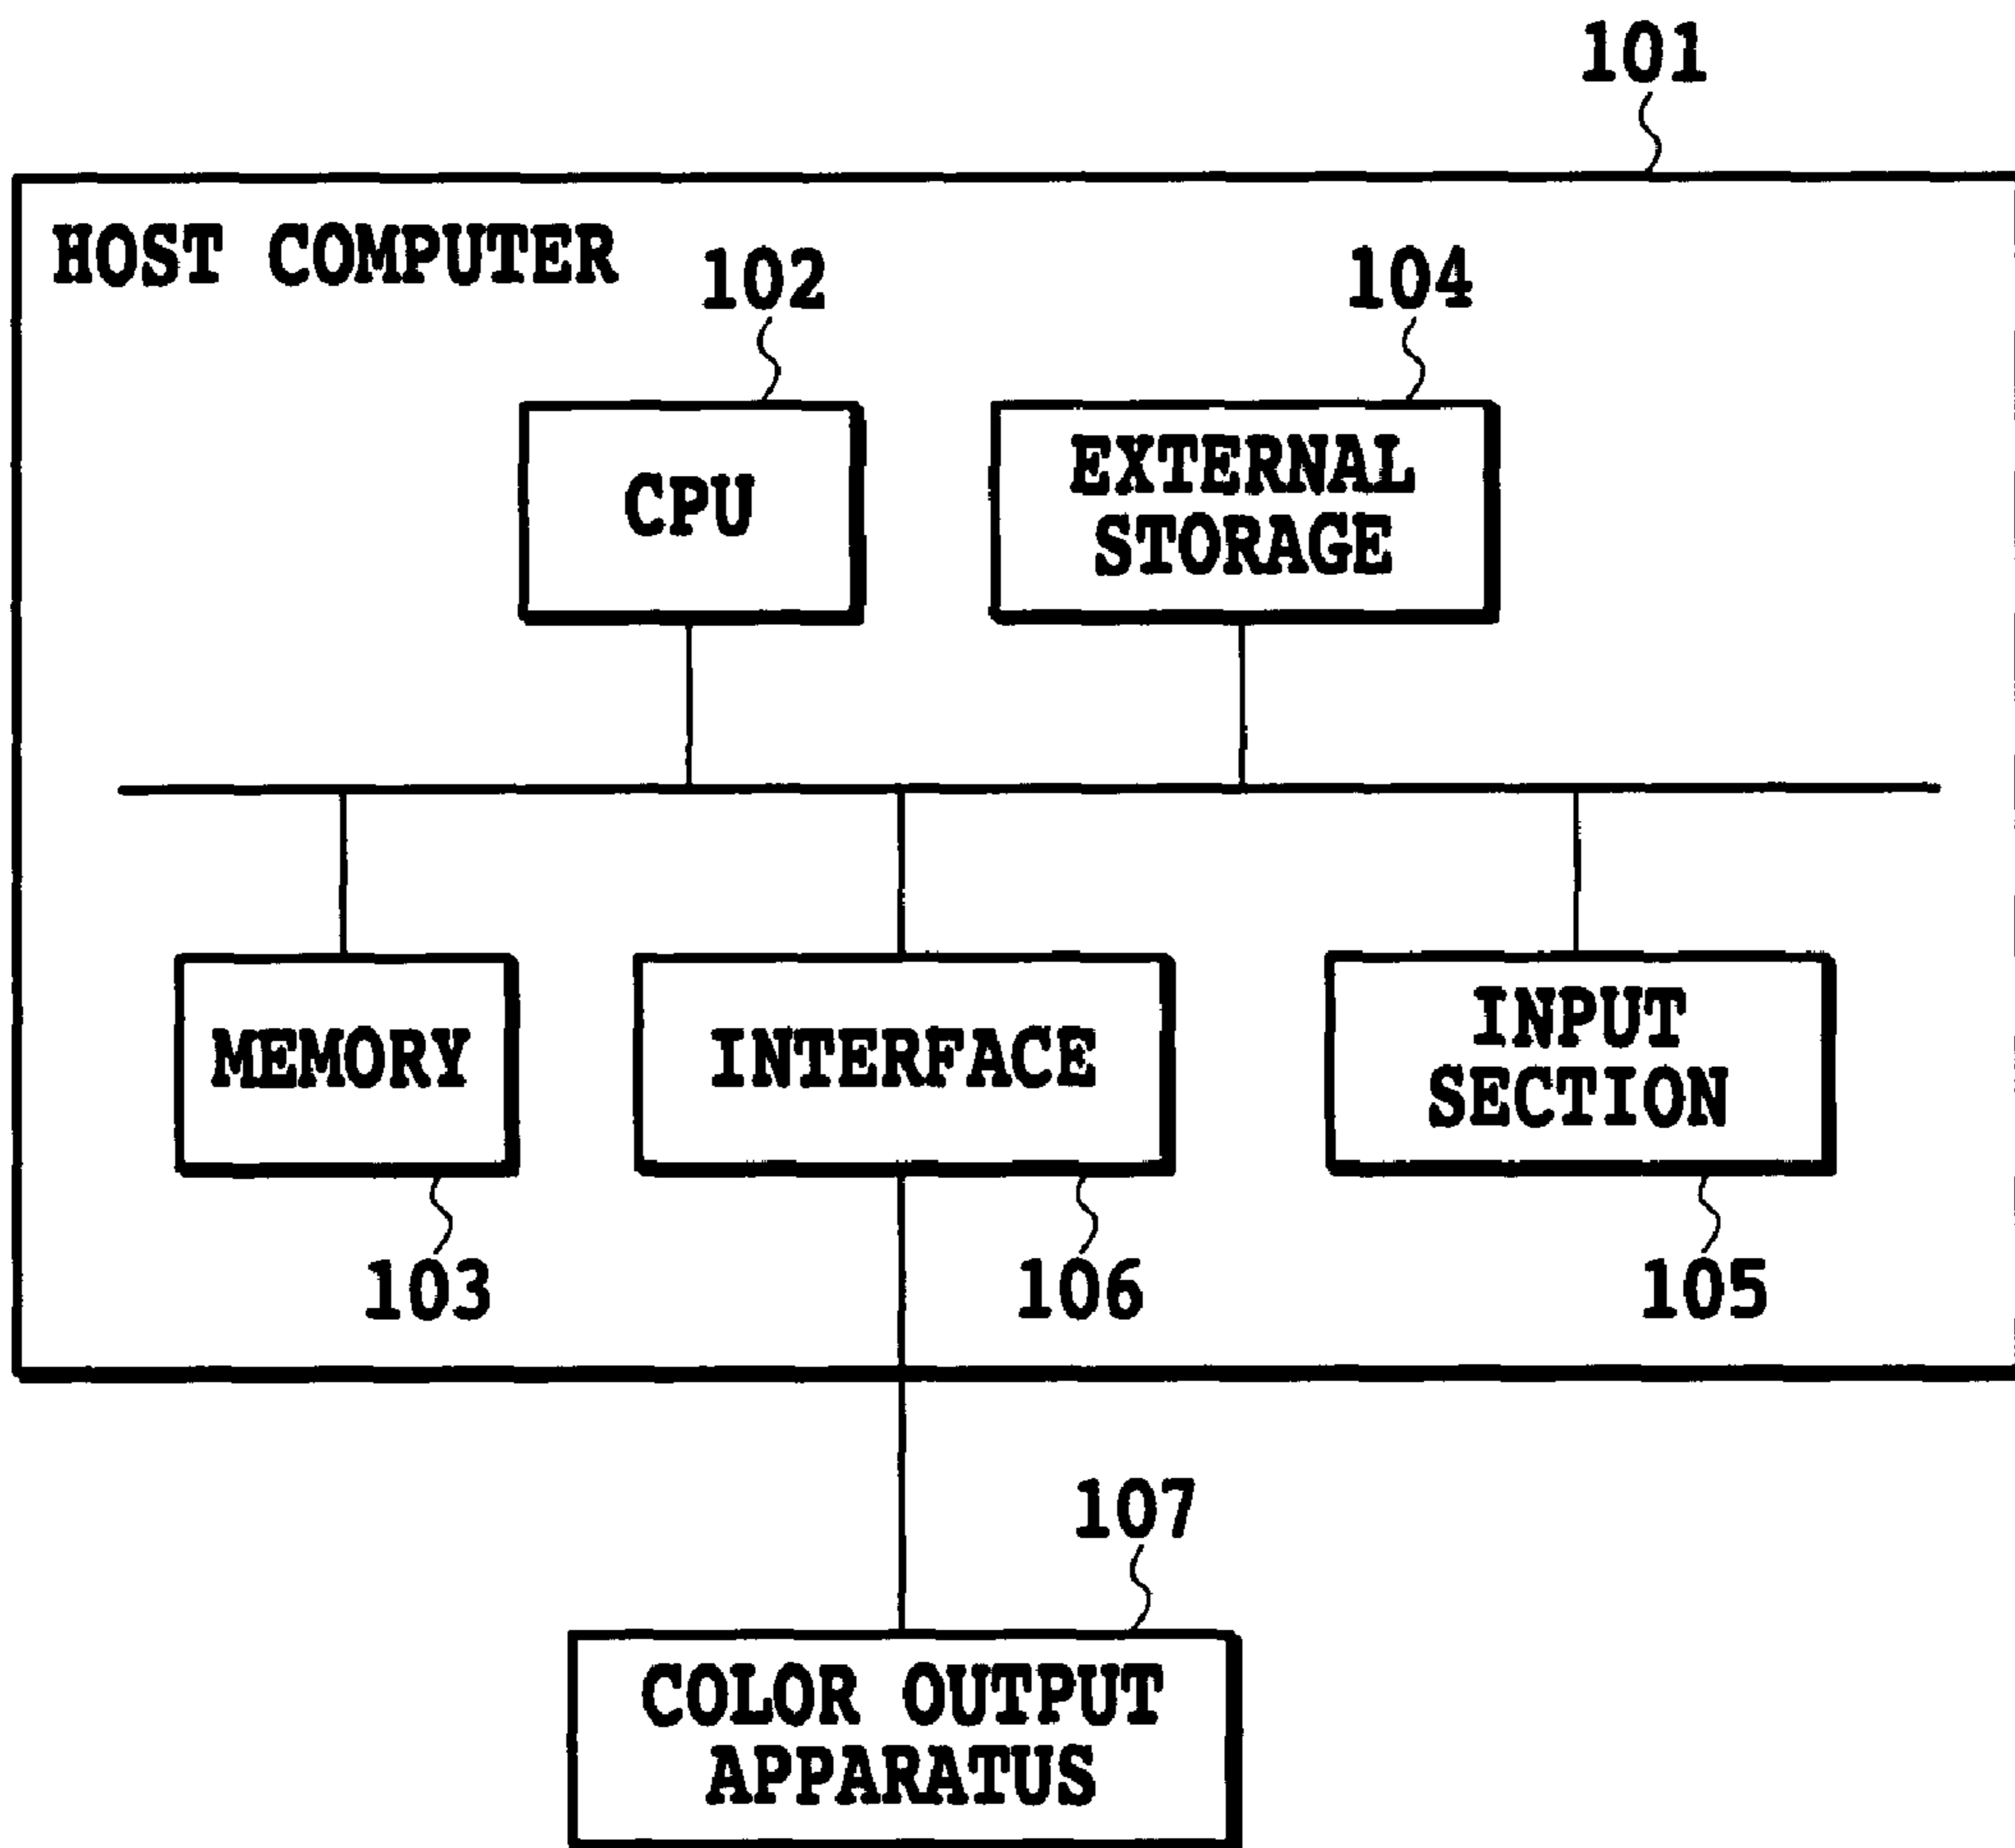 101
HOST COMPUTER
102
104
CPU
EXTERNAL
STORAGE
MEMORY
INTERFACE
INPUT
SECTION
103
106
105
107
COLOR OUTPUT
APPARATUS